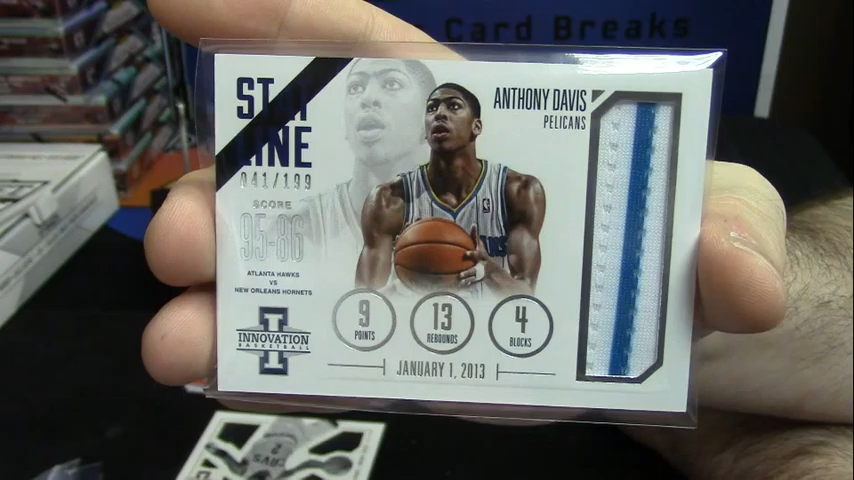 Card Breaks
STAT
LINE
041/199
SCORE
95-86
ATLANTA HAWKS
VS
NEW ORLEANS HORNETS
I
INNOVATION
BASKETBALL
ANTHONY DAVIS
PELICANS
9
POINTS
13
REBOUNDS
4
BLOCKS
JANUARY 1, 2013